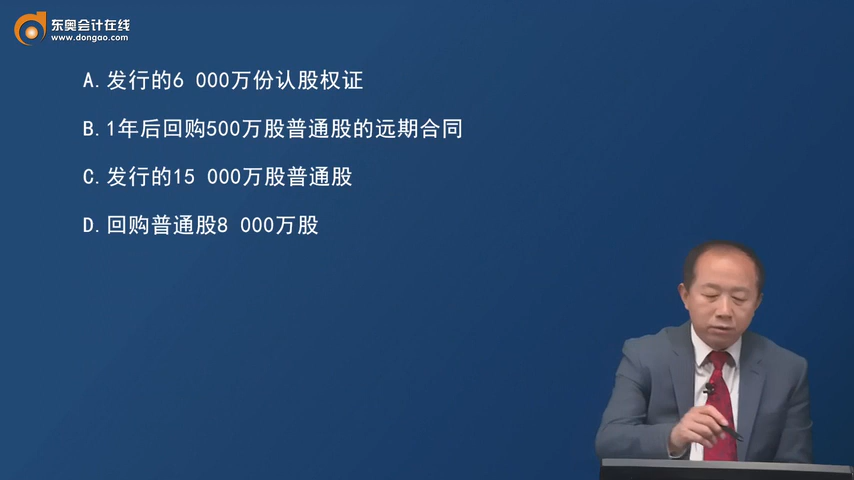 东奥会计在线
www.dongao.com
A.发行的6 000万份认股权证
B.1年后回购500万股普通股的远期合同
C.发行的15 000万股普通股
D.回购普通股8 000万股